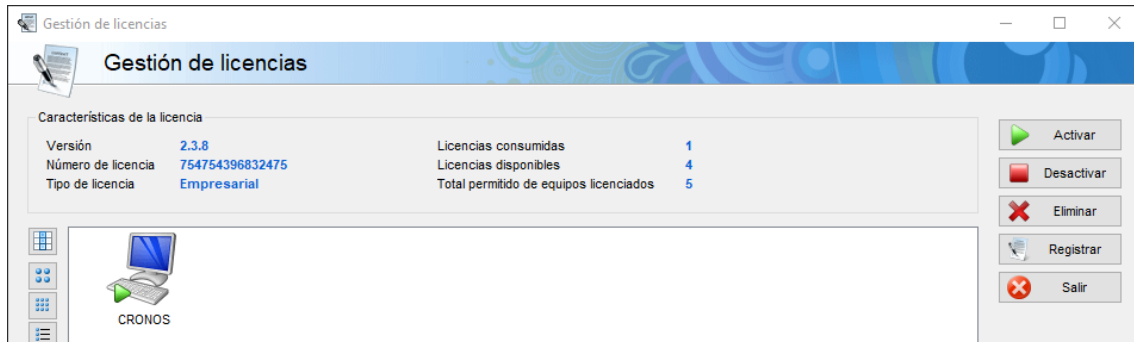 Gestión de licencias
Gestión de licencias
Características de la licencia
Versión 2.3.8
Número de licencia 754754396832475
Tipo de licencia Empresarial
Licencias consumidas 1
Licencias disponibles 4
Total permitido de equipos licenciados 5
Activar
Desactivar
Eliminar
Registrar
Salir
CRONOS